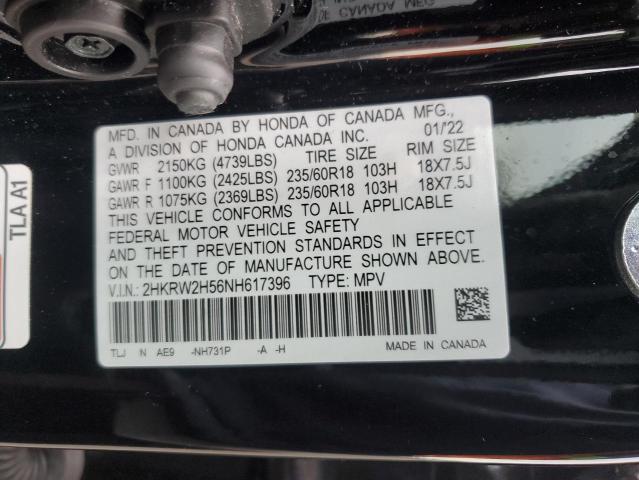 CANADA MFG
TLA A1
MFD. IN CANADA BY HONDA OF CANADA MFG.,
A DIVISION OF HONDA CANADA INC. 01/'22
GVWR 2150KG (4739LBS) TIRE SIZE RIM SIZE
GAWR F 1100KG (2425LBS) 235/60R18 103H 18X7.5J
GAWR R 1075KG (2369LBS) 235/60R18 103H 18X7.5J
THIS VEHICLE CONFORMS TO ALL APPLICABLE
FEDERAL MOTOR VEHICLE SAFETY
AND THEFT PREVENTION STANDARDS IN EFFECT
ON THE DATE OF MANUFACTURE SHOWN ABOVE.
V.I.N.: 2HKRW2H56NH617396 TYPE: MPV
TLJ N AE9 -NH731P -A -H MADE IN CANADA